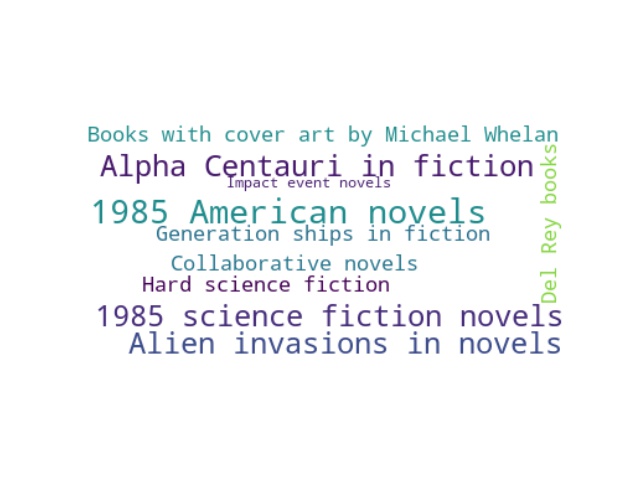 Books with cover art by Michael Whelan
Alpha Centauri in fiction
Impact event novels
1985 American novels
Generation ships in fiction
Collaborative novels
Hard science fiction
1985 science fiction novels
Alien invasions in novels
Del Rey books